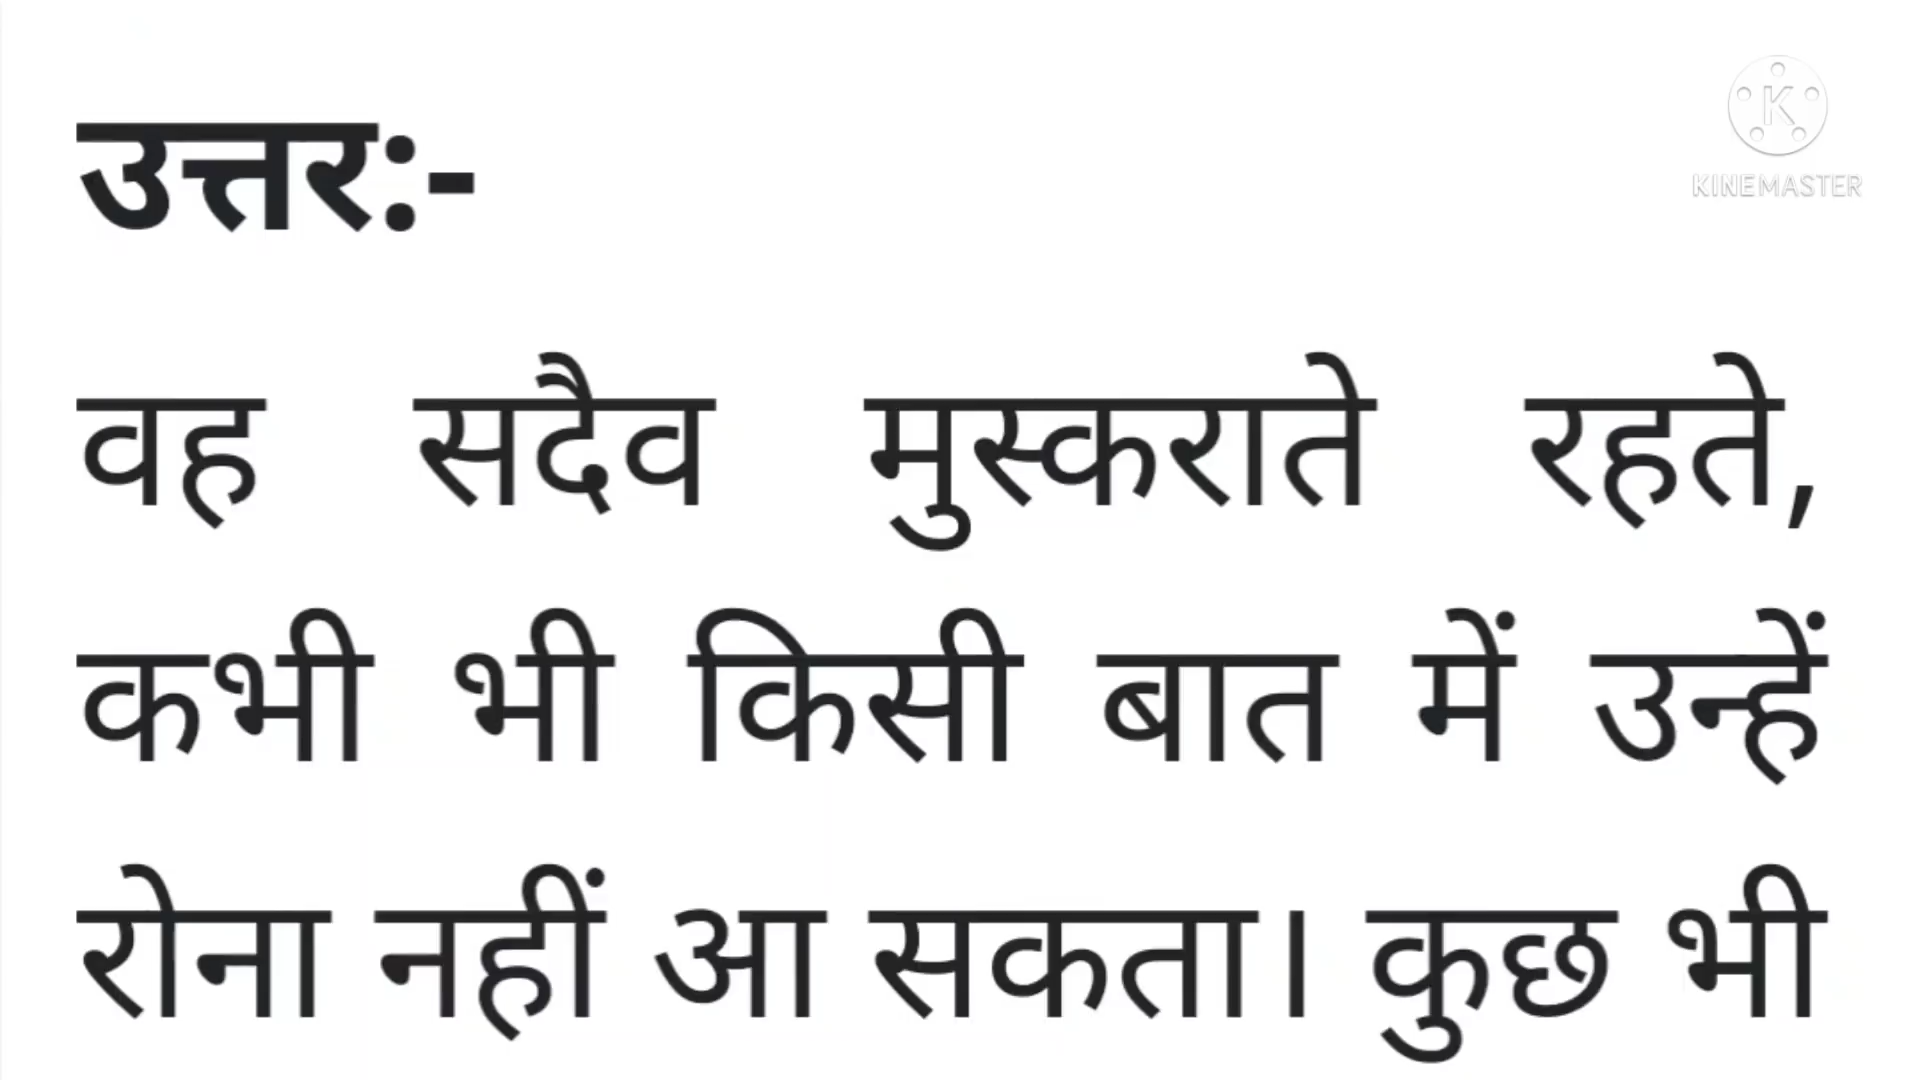 उत्तर:-
K
KINEMASTER
वह सदैव मुस्कराते रहते,
कभी भी किसी बात में उन्हें
रोना नहीं आ सकता। कुछ भी